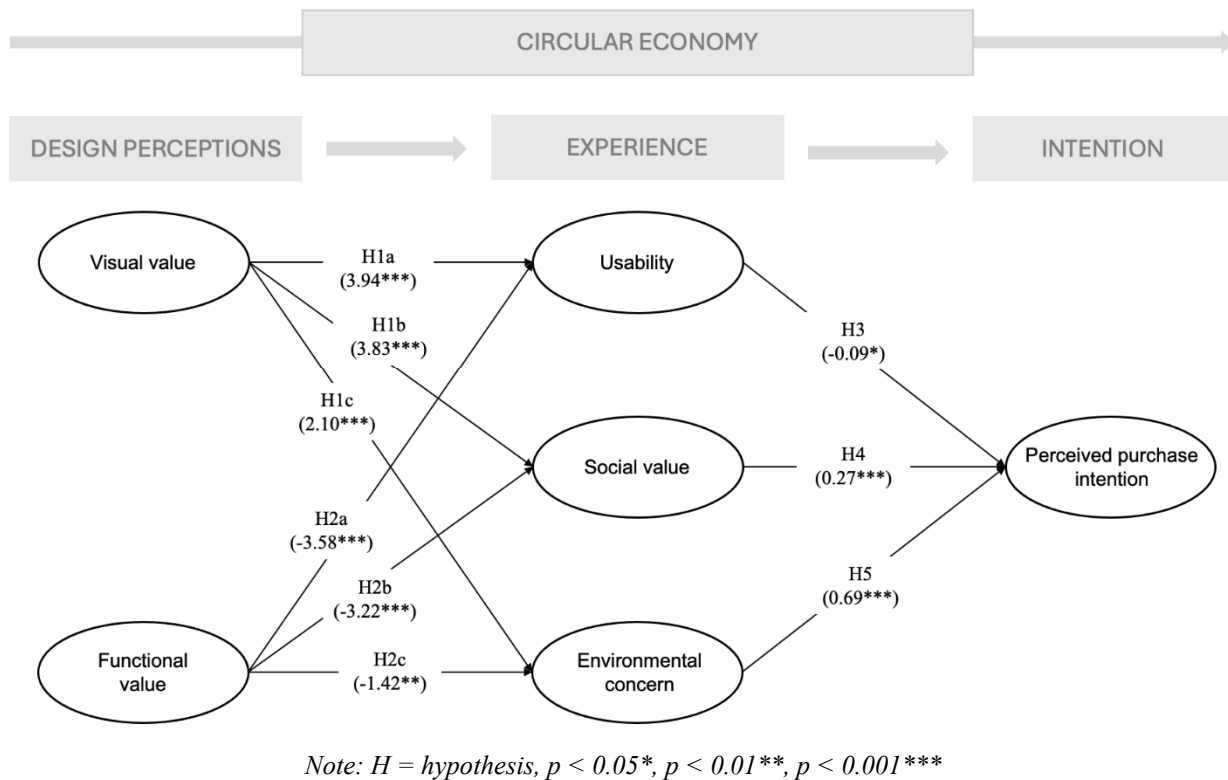 CIRCULAR ECONOMY
DESIGN PERCEPTIONS
EXPERIENCE
INTENTION
Visual value
H1a
(3.94***)
Usability
H1b
(3.83***)
H3
(-0.09*)
H1c
(2.10***)
Social value
H4
(0.27***)
Perceived purchase
intention
H2a
(-3.58***)
H2b
(-3.22***)
H5
(0.69***)
Functional
value
H2c
(-1.42**)
Environmental
concern
Note: H = hypothesis, p < 0.05*, p < 0.01**, p < 0.001***